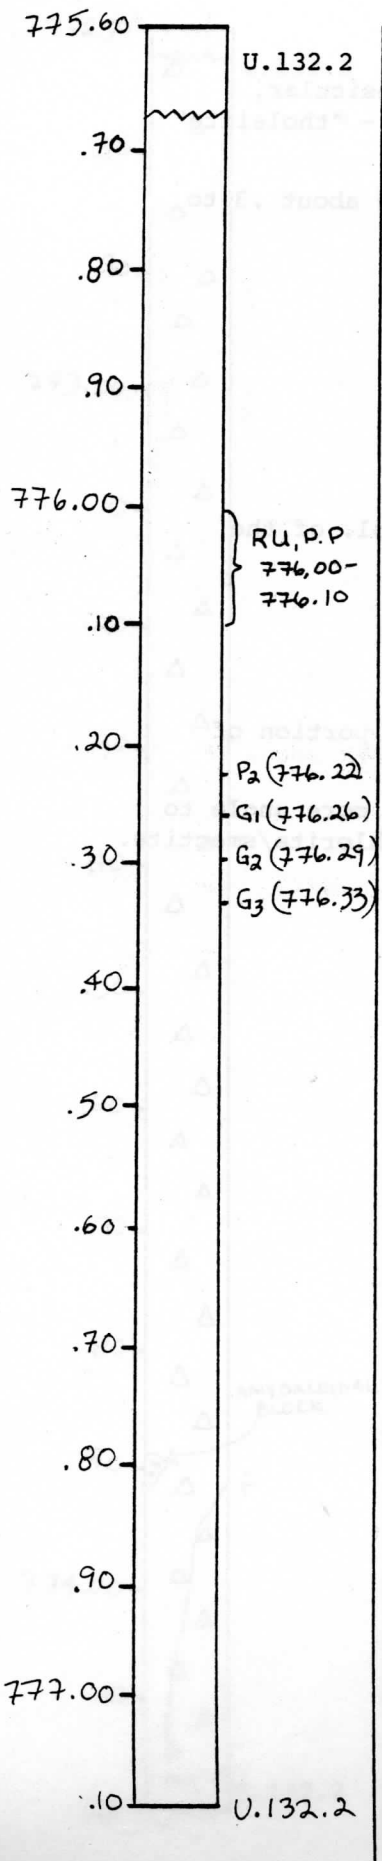 775.60
U.132.2
.70
.80
.90
776.00
RU, P.P
776.00-
776.10
.10
.20
P2 (776.22)
G1 (776.26)
.30
G2 (776.29)
G3 (776.33)
.40
.50
.60
.70
.80
.90
777.00
.10
U.132.2